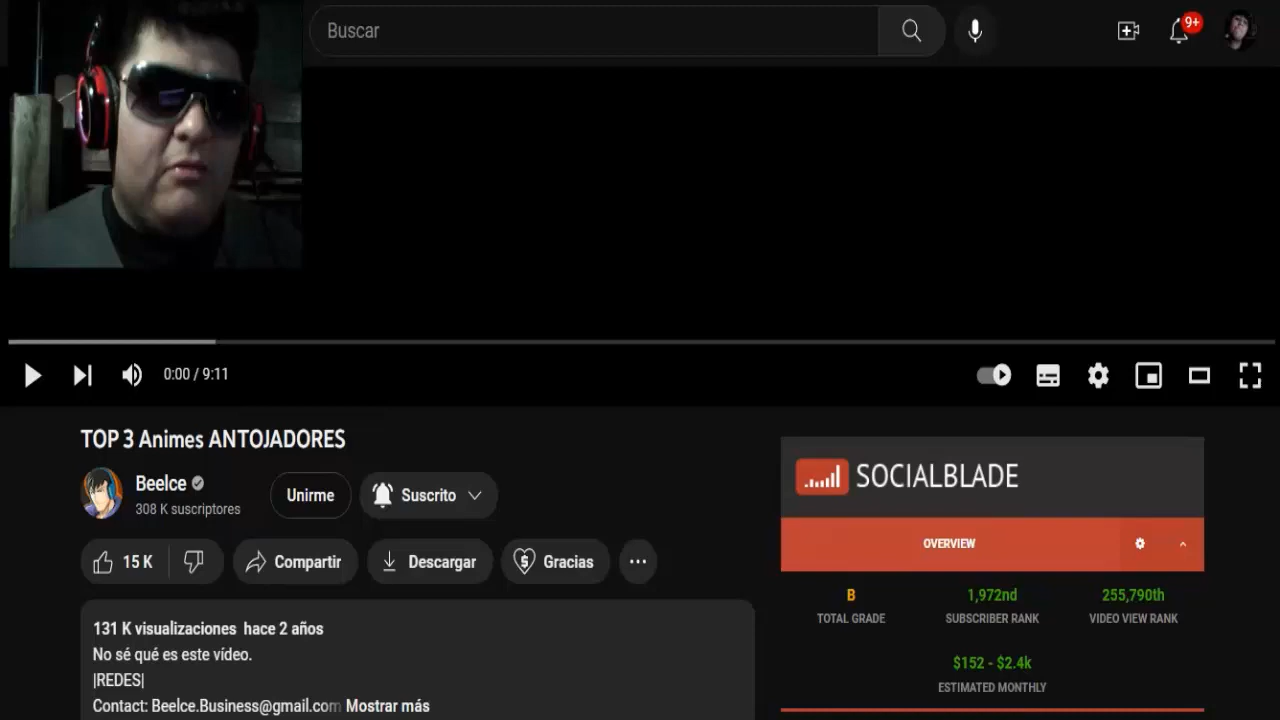 Buscar
9+
0:00 / 9:11
TOP 3 Animes ANTOJADORES
Beelce
308 K suscriptores
Unirme
Suscrito
15 K
Compartir
Descargar
Gracias
131 K visualizaciones hace 2 años
No sé qué es este vídeo.
|REDES|
Contact: Beelce.Business@gmail.com Mostrar más
SOCIALBLADE
OVERVIEW
B
TOTAL GRADE
1,972nd
SUBSCRIBER RANK
255,790th
VIDEO VIEW RANK
$152 - $2.4k
ESTIMATED MONTHLY